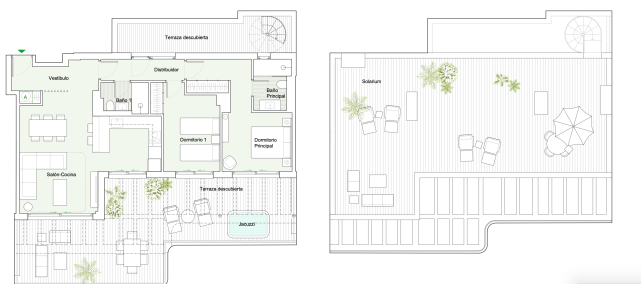 Terraza descubierta
Vestíbulo
Distribuidor
A
Baño 1
Baño
Principal
Dormitorio 1
Dormitorio
Principal
Salón-Cocina
Terraza descubierta
Jacuzzi
Solarium